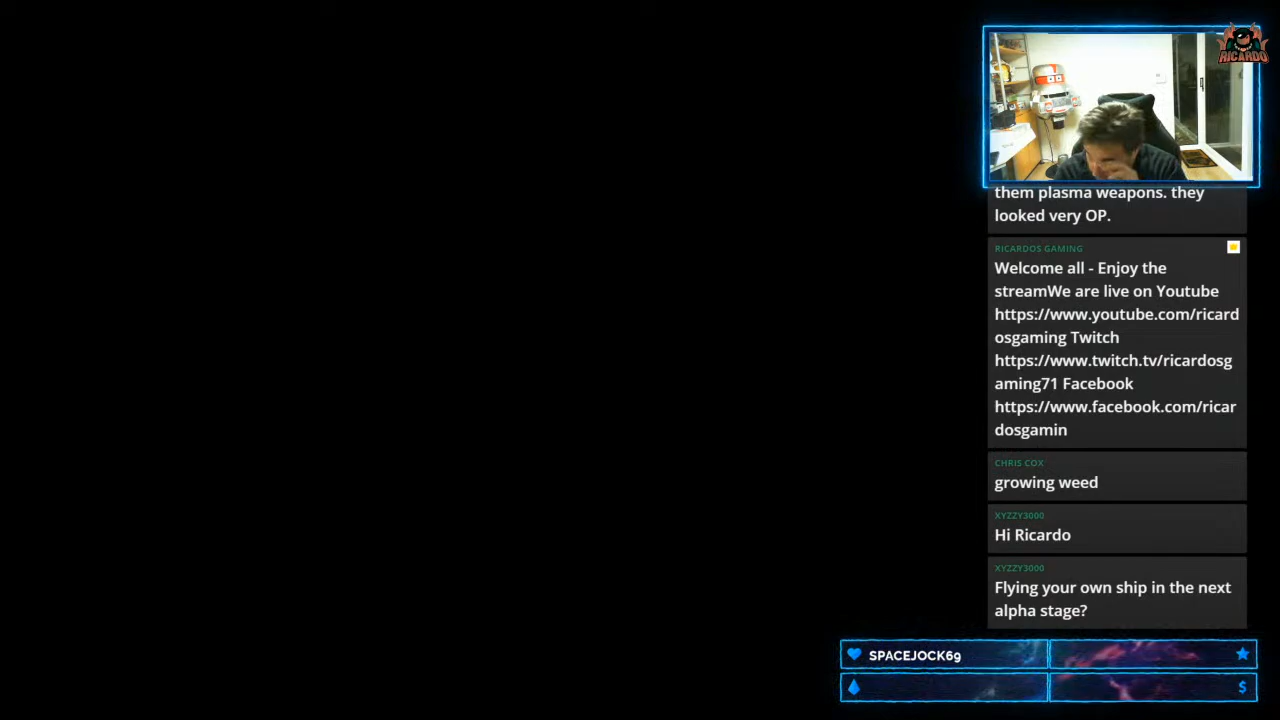 RICARDO
them plasma weapons. they
looked very OP.
RICARDOS GAMING
Welcome all - Enjoy the
streamWe are live on Youtube
https://www.youtube.com/ricard
osgaming Twitch
https://www.twitch.tv/ricardosg
aming71 Facebook
https://www.facebook.com/ricar
dosgamin
CHRIS COX
growing weed
XYZZY3000
Hi Ricardo
XYZZY3000
Flying your own ship in the next
alpha stage?
SPACEJOCK69
$